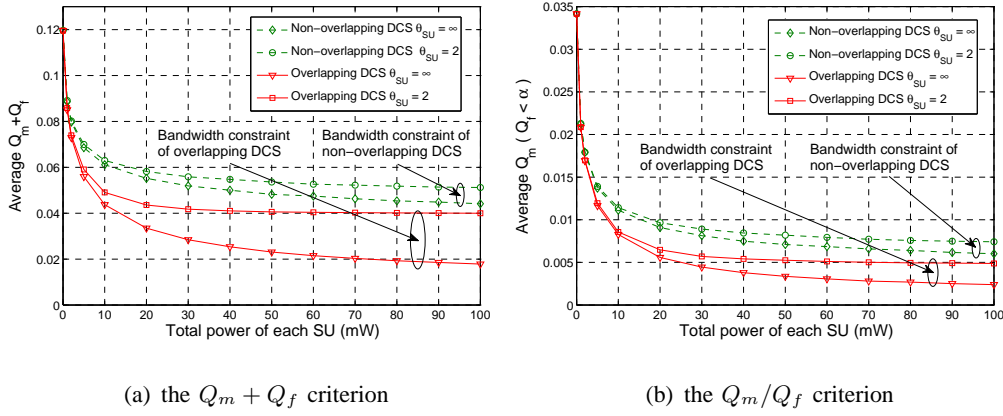 0.12
0.1
0.08
0.06
0.04
0.02
0
Average Q_m+Q_f
0 10 20 30 40 50 60 70 80 90 100
Total power of each SU (mW)
Non−overlapping DCS θ_SU = ∞
Non−overlapping DCS θ_SU = 2
Overlapping DCS θ_SU = ∞
Overlapping DCS θ_SU = 2
Bandwidth constraint
of overlapping DCS
Bandwidth constraint of
non−overlapping DCS
(a) the Q_m + Q_f criterion
0.035
0.03
0.025
0.02
0.015
0.01
0.005
0
Average Q_m ( Q_f < α )
0 10 20 30 40 50 60 70 80 90 100
Total power of each SU (mW)
Non−overlapping DCS θ_SU = ∞
Non−overlapping DCS θ_SU = 2
Overlapping DCS θ_SU = ∞
Overlapping DCS θ_SU = 2
Bandwidth constraint
of overlapping DCS
Bandwidth constraint of
non−overlapping DCS
(b) the Q_m/Q_f criterion